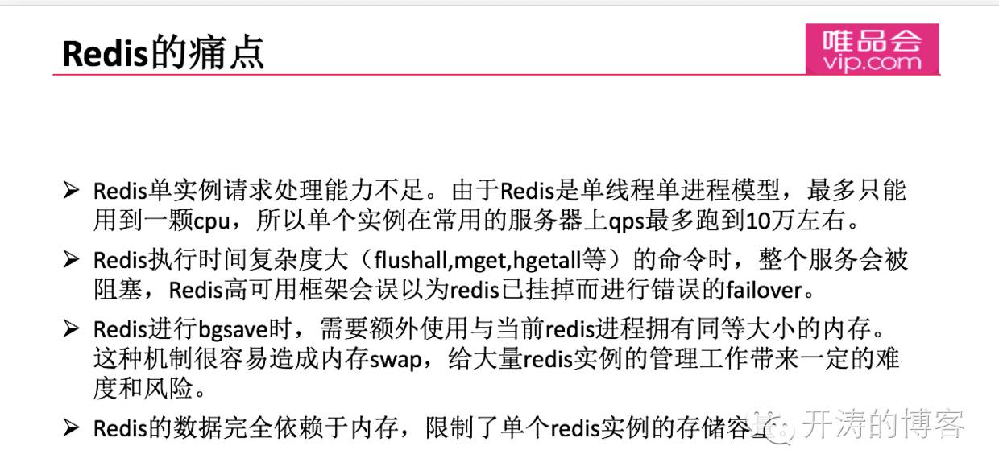 Redis的痛点
唯品会
vip.com
Redis单实例请求处理能力不足。由于Redis是单线程单进程模型，最多只能
用到一颗cpu，所以单个实例在常用的服务器上qps最多跑到10万左右。
Redis执行时间复杂度大（flushall,mget,hgetall等）的命令时，整个服务会被
阻塞，Redis高可用框架会误以为redis已挂掉而进行错误的failover。
Redis进行bgsave时，需要额外使用与当前redis进程拥有同等大小的内存。
这种机制很容易造成内存swap，给大量redis实例的管理工作带来一定的难
度和风险。
Redis的数据完全依赖于内存，限制了单个redis实例的存储容量
开涛的博客